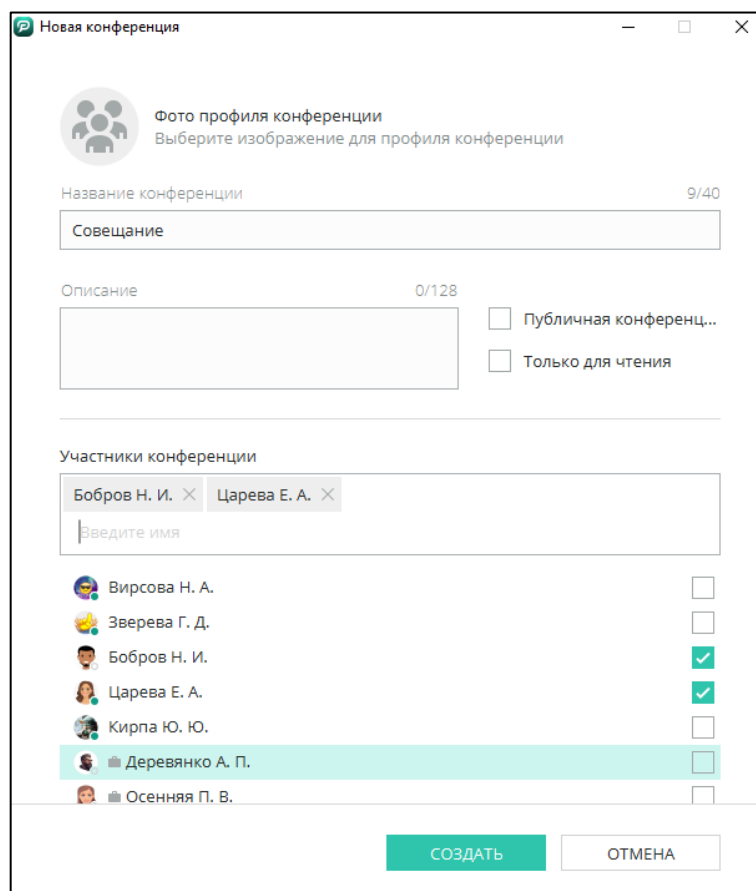 Новая конференция
Фото профиля конференции
Выберите изображение для профиля конференции
Название конференции 9/40
Совещание
Описание 0/128
Публичная конференц...
Только для чтения
Участники конференции
Бобров Н. И. Царева Е. А.
Введите имя
Вирсова Н. А.
Зверева Г. Д.
Бобров Н. И.
Царева Е. А.
Кирпа Ю. Ю.
Деревянко А. П.
Осенняя П. В.
СОЗДАТЬ ОТМЕНА